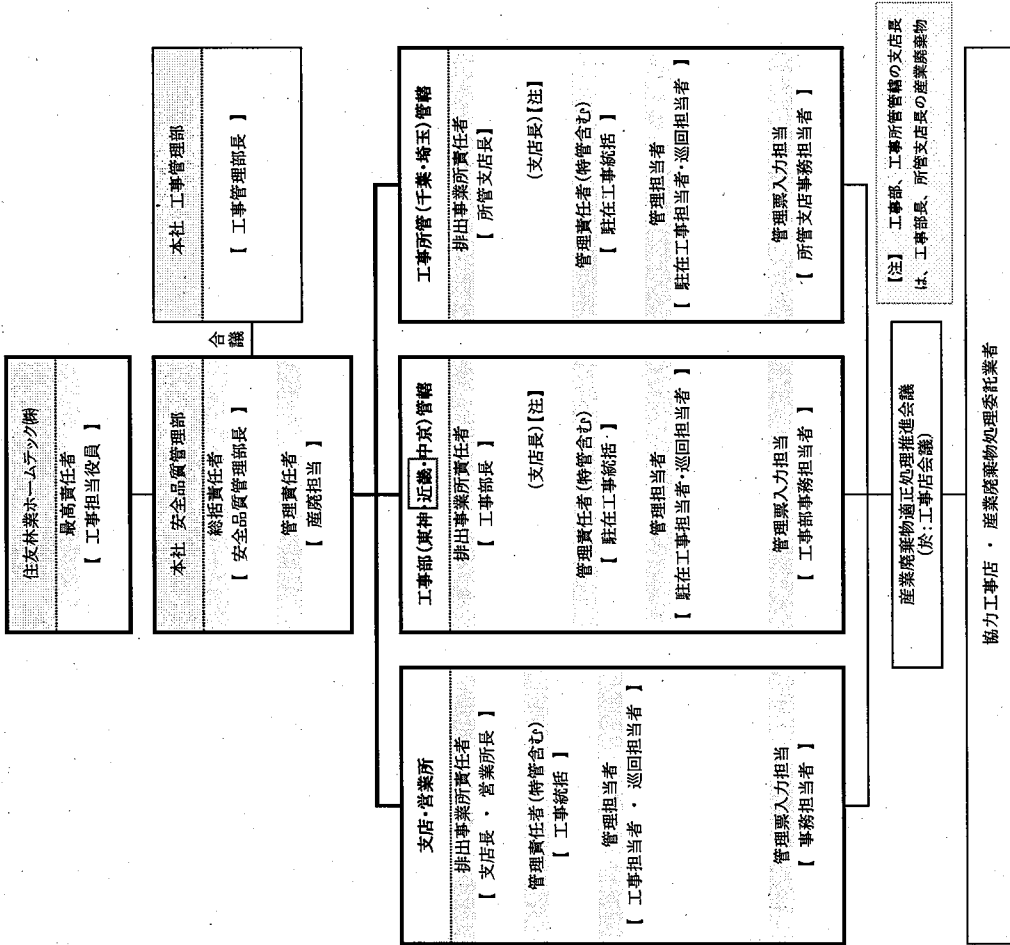 住友林業ホームテック㈱
最高責任者
【 工事担当役員 】
本社 安全品質管理部
総括責任者
【 安全品質管理部長 】
管理責任者
【 産廃担当 】
合議
本社 工事管理部
【 工事管理部長 】
支店・営業所
排出事業所責任者
【 支店長 ・ 営業所長 】
管理責任者(特管含む)
【 工事統括 】
管理担当者
【 工事担当者 ・ 巡回担当者 】
管理票入力担当
【 事務担当者 】
工事部(東神・近畿・中京)管轄
排出事業所責任者
【 工事部長 】
(支店長)【注】
管理責任者(特管含む)
【 駐在工事統括 】
管理担当者
【 駐在工事担当者・巡回担当者 】
管理票入力担当
【 工事部事務担当者 】
工事所管(千葉・埼玉)管轄
排出事業所責任者
【 所管支店長】
(支店長)【注】
管理責任者(特管含む)
【 駐在工事統括 】
管理担当者
【 駐在工事担当者・巡回担当者 】
管理票入力担当
【 所管支店事務担当者 】
産業廃棄物適正処理推進会議
(於:工事店会議)
【注】 工事部、工事所管管轄の支店長
は、工事部長、所管支店長の産業廃棄物
協力工事店 ・ 産業廃棄物処理委託業者